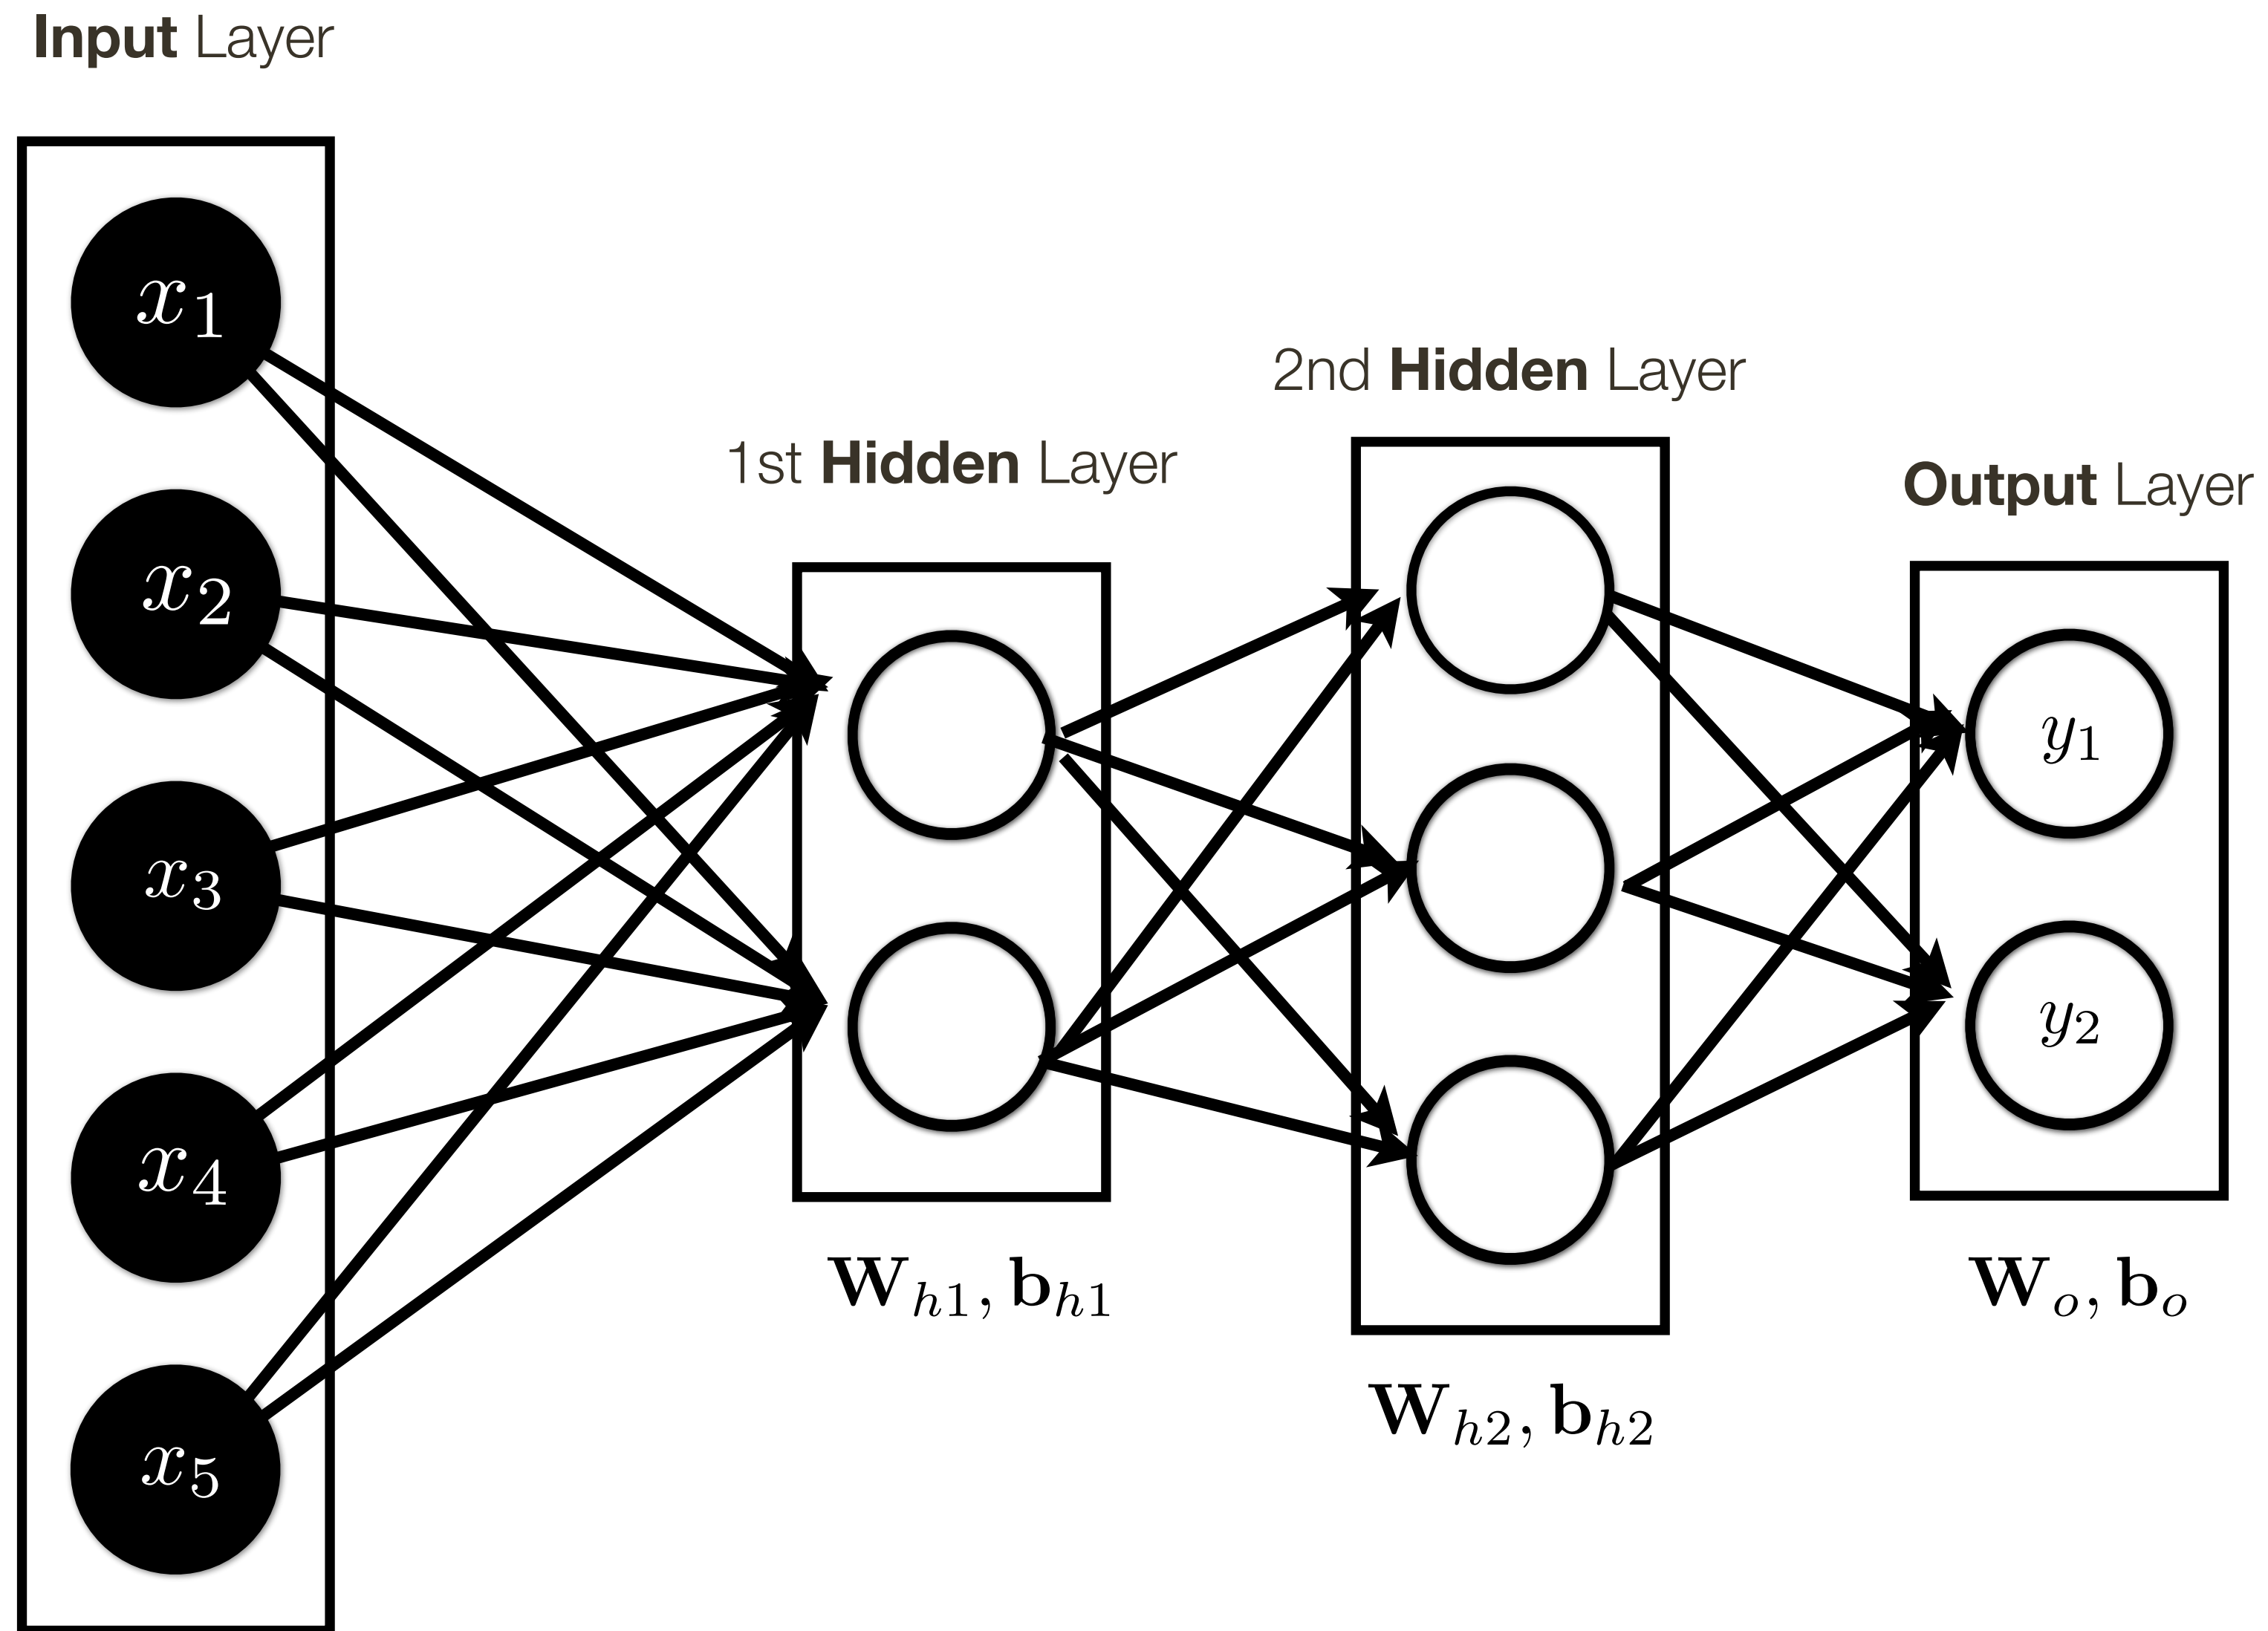 Input Layer
x1
x2
x3
x4
x5
1st Hidden Layer
W_h1, b_h1
2nd Hidden Layer
W_h2, b_h2
Output Layer
y1
y2
W_o, b_o